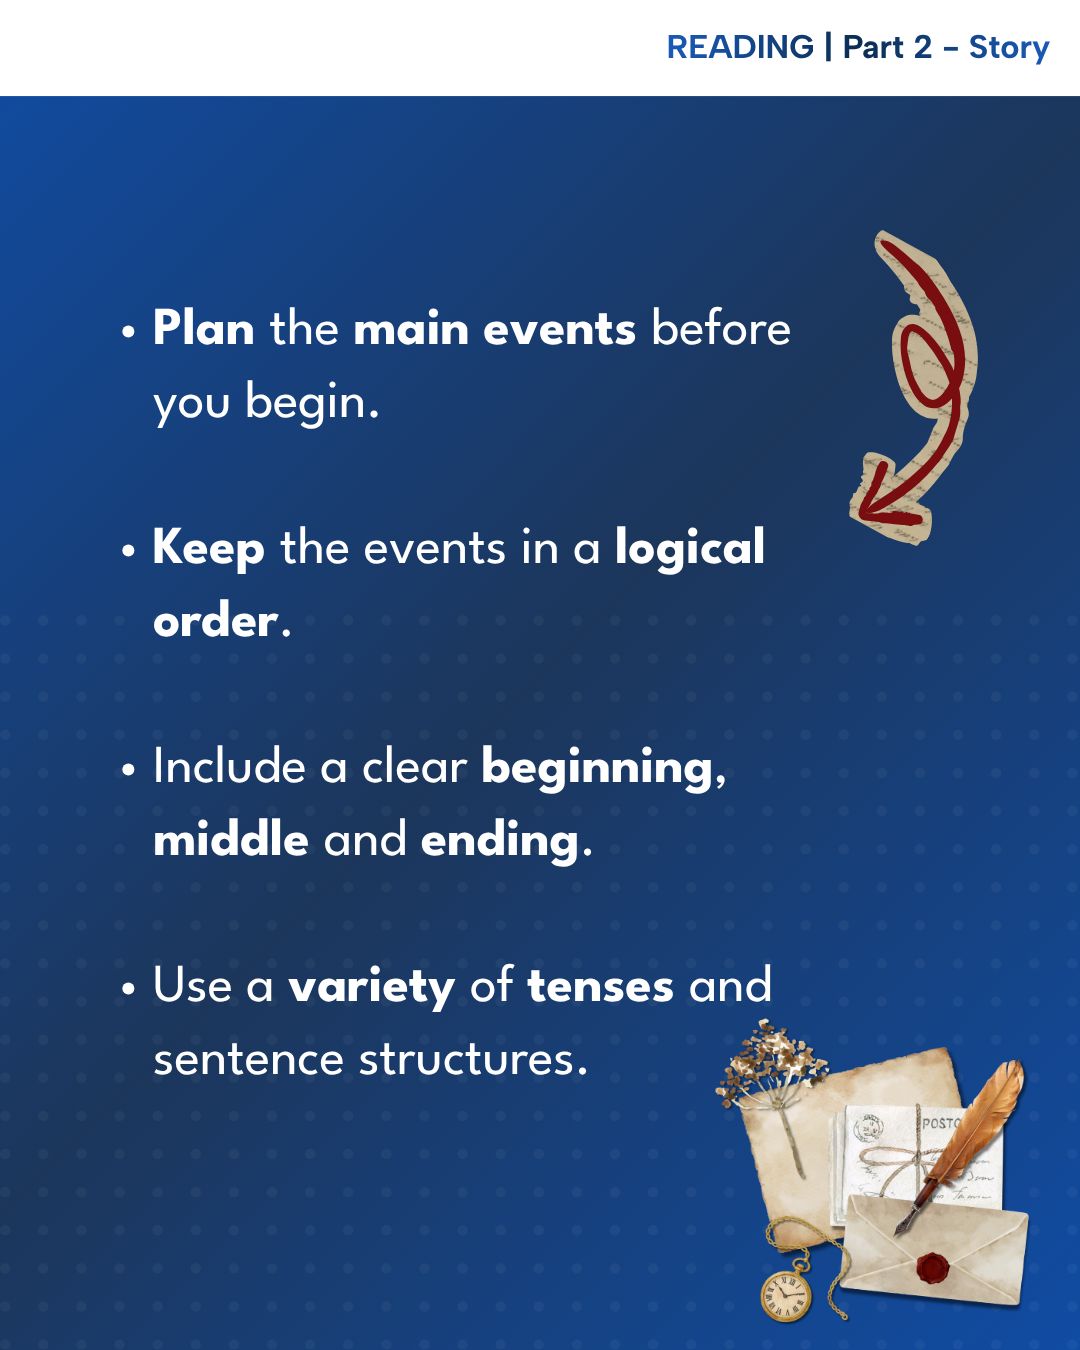 READING | Part 2 – Story
• Plan the main events before
you begin.
• Keep the events in a logical
order.
• Include a clear beginning,
middle and ending.
• Use a variety of tenses and
sentence structures.
POSTC